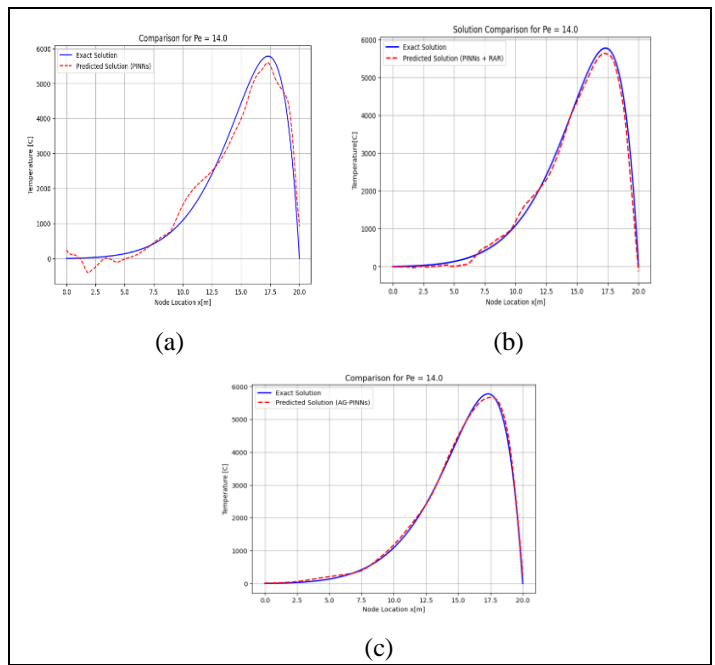 Comparison for Pe = 14.0
Exact Solution
Predicted Solution (PINNs)
6000
5000
4000
3000
2000
1000
0
Temperature [C]
0.0 2.5 5.0 7.5 10.0 12.5 15.0 17.5 20.0
Node Location x[m]
(a)
Solution Comparison for Pe = 14.0
Exact Solution
Predicted Solution (PINNs + RAR)
6000
5000
4000
3000
2000
1000
0
Temperature[C]
0.0 2.5 5.0 7.5 10.0 12.5 15.0 17.5 20.0
Node Location x[m]
(b)
Comparison for Pe = 14.0
Exact Solution
Predicted Solution (AG-PINNs)
6000
5000
4000
3000
2000
1000
0
Temperature [C]
0.0 2.5 5.0 7.5 10.0 12.5 15.0 17.5 20.0
Node Location x[m]
(c)